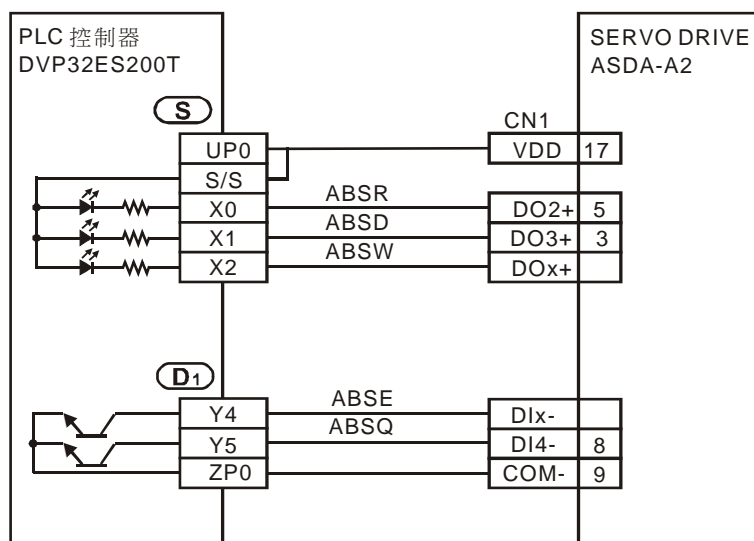 PLC 控制器
DVP32ES200T
SERVO DRIVE
ASDA-A2
S
CN1
UP0
VDD 17
S/S
X0 ABSR DO2+ 5
X1 ABSD DO3+ 3
X2 ABSW DOx+
D1
Y4 ABSE DIx-
Y5 ABSQ DI4- 8
ZP0 COM- 9